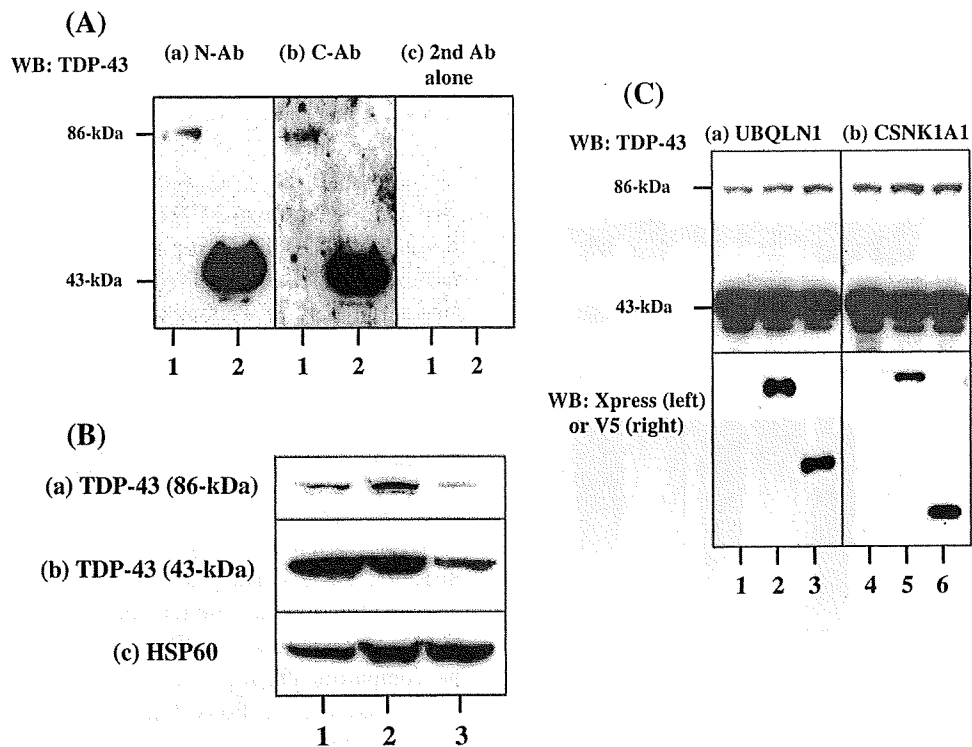 (A)
WB: TDP-43
(a) N-Ab
(b) C-Ab
(c) 2nd Ab
alone
86-kDa
43-kDa
1 2 1 2 1 2
(B)
(a) TDP-43 (86-kDa)
(b) TDP-43 (43-kDa)
(c) HSP60
1 2 3
(C)
WB: TDP-43
(a) UBQLN1
(b) CSNK1A1
86-kDa
43-kDa
WB: Xpress (left)
or V5 (right)
1 2 3 4 5 6